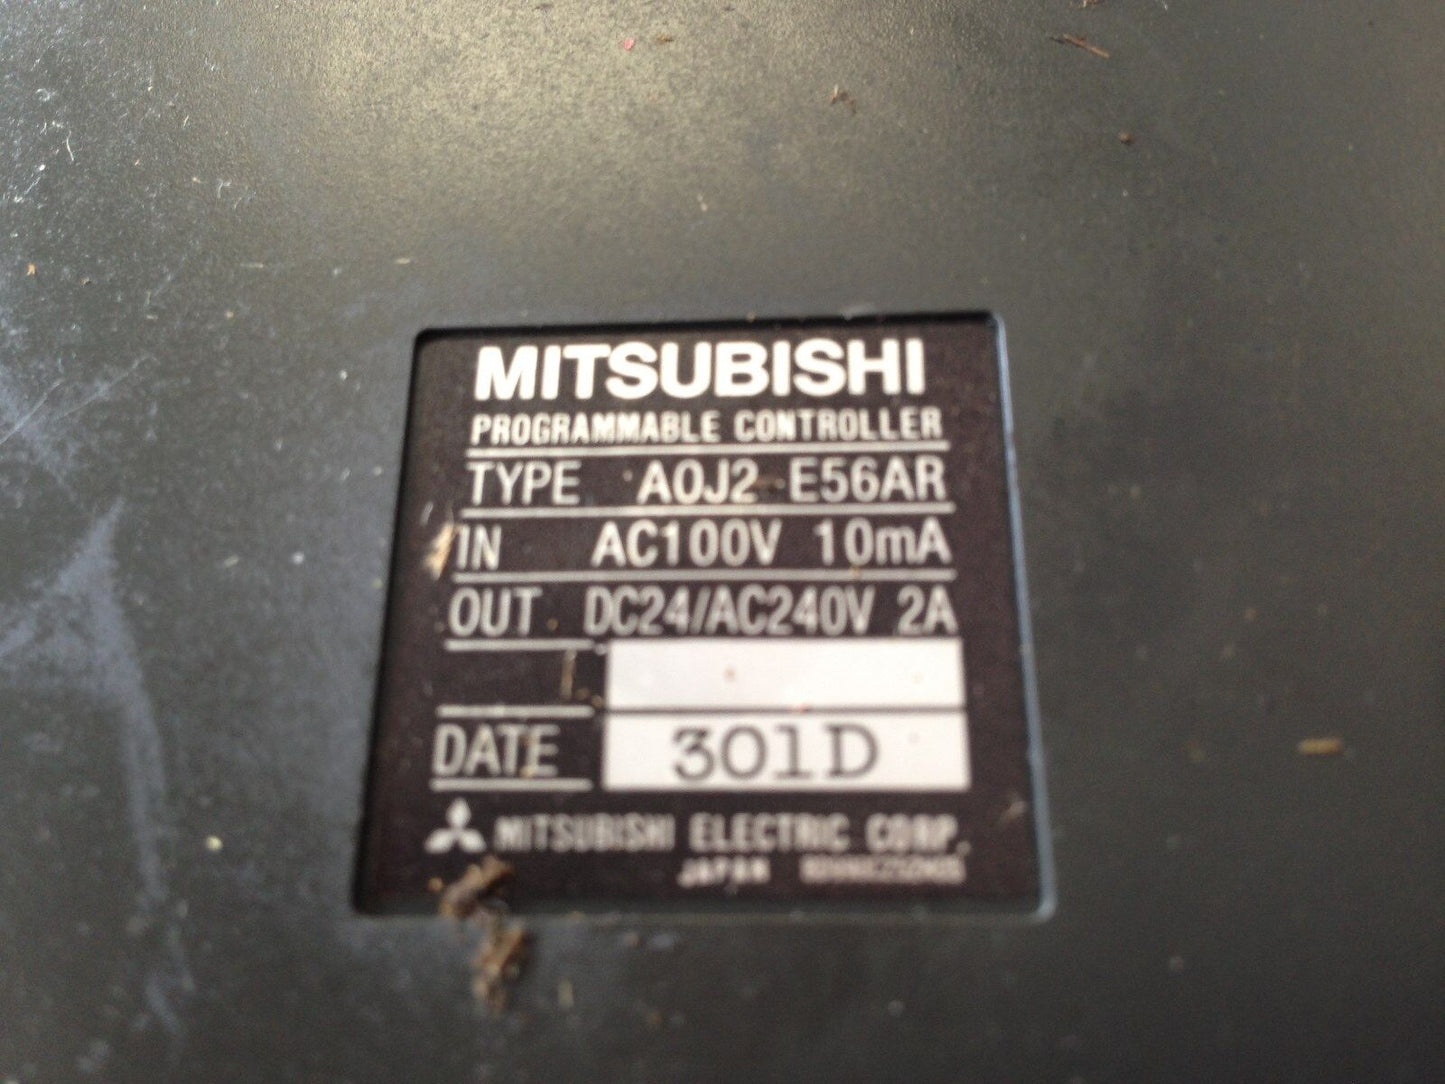 MITSUBISHI
PROGRAMMABLE CONTROLLER
TYPE A0J2-E56AR
IN AC100V 10mA
OUT DC24/AC240V 2A
DATE 301D
MITSUBISHI ELECTRIC CORP.
JAPAN